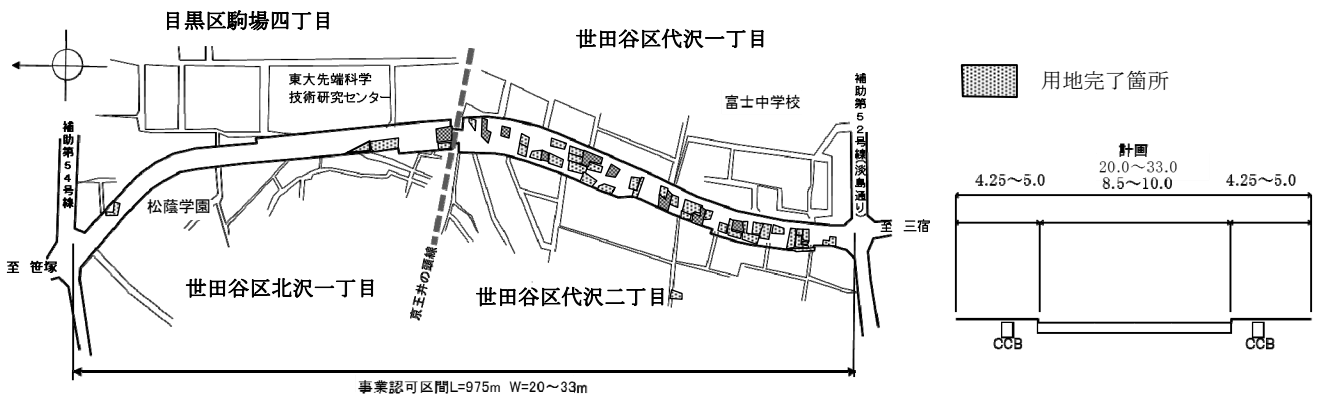 目黒区駒場四丁目
世田谷区代沢一丁目
東大先端科学
技術研究センター
富士中学校
補助第54号線
補助第52号線(淡島通り)
松蔭学園
至 笹塚
至 三宿
世田谷区北沢一丁目
京王井の頭線
世田谷区代沢二丁目
事業認可区間L=975m W=20～33m
用地完了箇所
計画
20.0～33.0
4.25～5.0
8.5～10.0
4.25～5.0
CCB
CCB